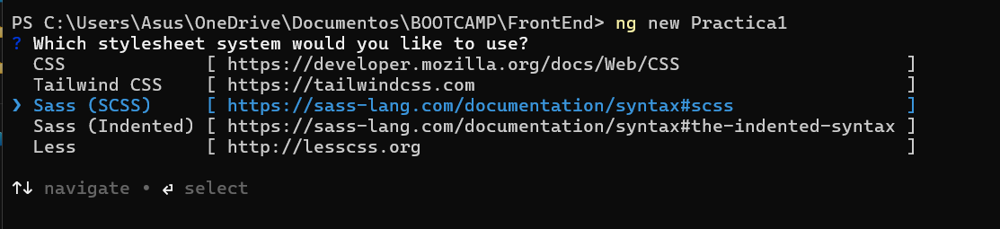 PS C:\Users\Asus\OneDrive\Documentos\BOOTCAMP\FrontEnd> ng new Practica1
? Which stylesheet system would you like to use?
CSS [ https://developer.mozilla.org/docs/Web/CSS ]
Tailwind CSS [ https://tailwindcss.com ]
❯ Sass (SCSS) [ https://sass-lang.com/documentation/syntax#scss ]
Sass (Indented) [ https://sass-lang.com/documentation/syntax#the-indented-syntax ]
Less [ http://lesscss.org ]
↑↓ navigate • ⏎ select